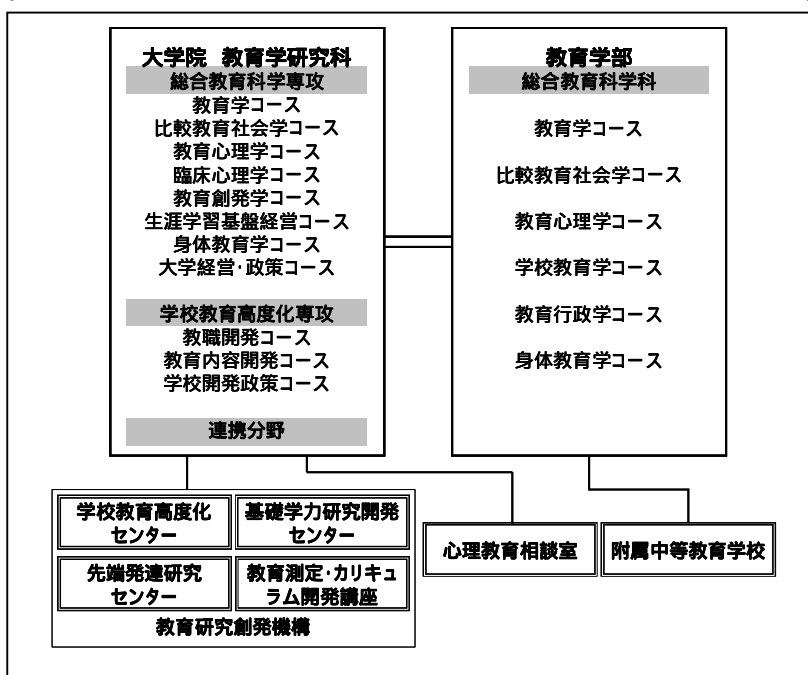 大学院 教育学研究科
総合教育科学専攻
教育学コース
比較教育社会学コース
教育心理学コース
臨床心理学コース
教育創発学コース
生涯学習基盤経営コース
身体教育学コース
大学経営・政策コース
学校教育高度化専攻
教職開発コース
教育内容開発コース
学校開発政策コース
連携分野
教育学部
総合教育科学科
教育学コース
比較教育社会学コース
教育心理学コース
学校教育学コース
教育行政学コース
身体教育学コース
学校教育高度化
センター
基礎学力研究開発
センター
先端発達研究
センター
教育測定・カリキュ
ラム開発講座
教育研究創発機構
心理教育相談室
附属中等教育学校